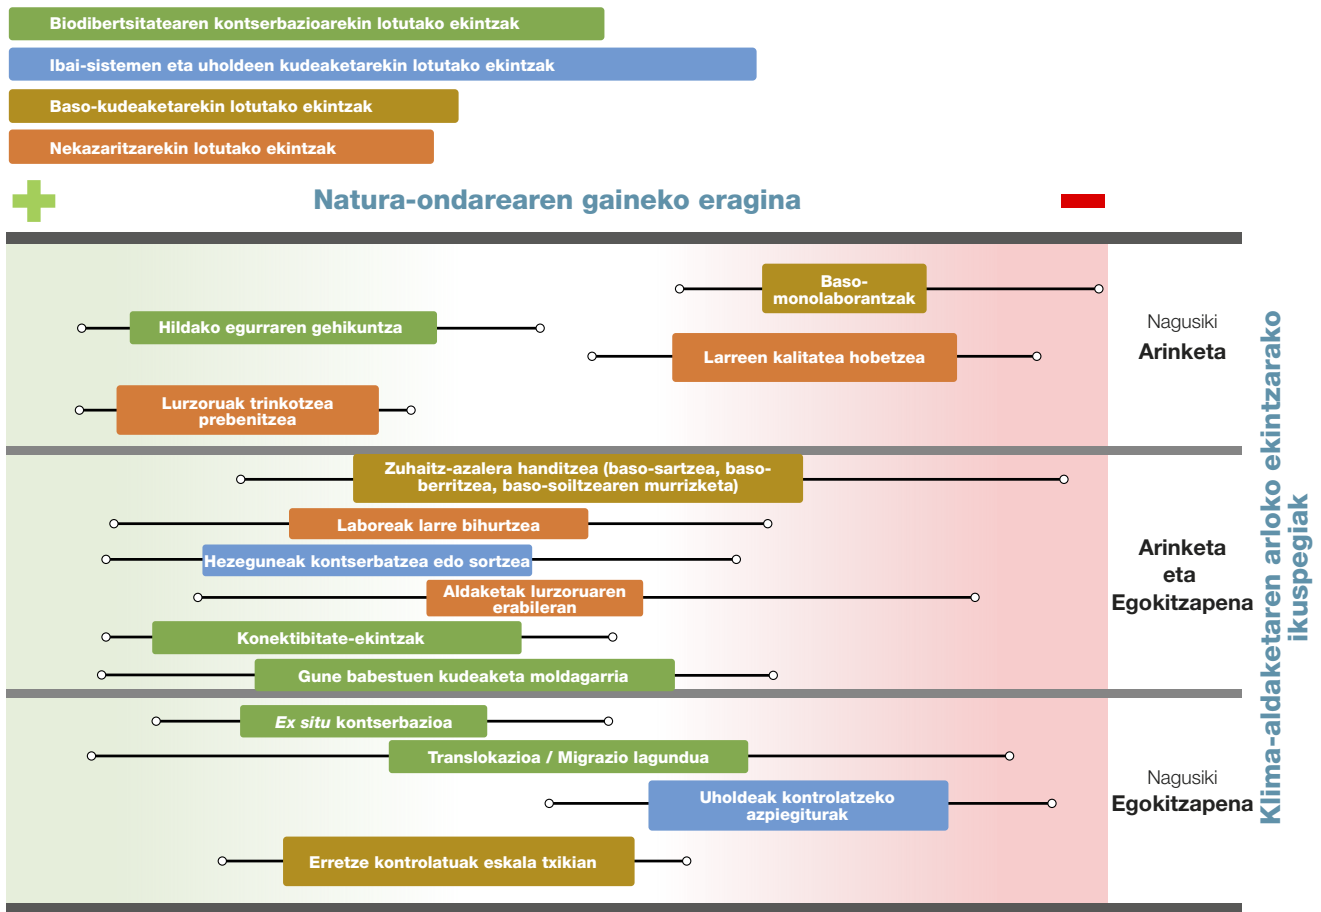 Biodibertsitatearen kontserbazioarekin lotutako ekintzak
Ibai-sistemen eta uholdeen kudeaketarekin lotutako ekintzak
Baso-kudeaketarekin lotutako ekintzak
Nekazaritzarekin lotutako ekintzak
Natura-ondarearen gaineko eragina
Baso-
monolaborantzak
Hildako egurraren gehikuntza
Larreen kalitatea hobetzea
Lurzoruak trinkotzea
prebenitzea
Nagusiki
Arinketa
Zuhaitz-azalera handitzea (baso-sartzea, baso-
berritzea, baso-soiltzearen murrizketa)
Laboreak larre bihurtzea
Hezeguneak kontserbatzea edo sortzea
Aldaketak lurzoruaren
erabileran
Konektibitate-ekintzak
Gune babestuen kudeaketa moldagarria
Arinketa
eta
Egokitzapena
Ex situ kontserbazioa
Translokazioa / Migrazio lagundua
Uholdeak kontrolatzeko
azpiegiturak
Erretze kontrolatuak eskala txikian
Nagusiki
Egokitzapena
Klima-aldaketaren arloko ekintzarako
ikuspegiak